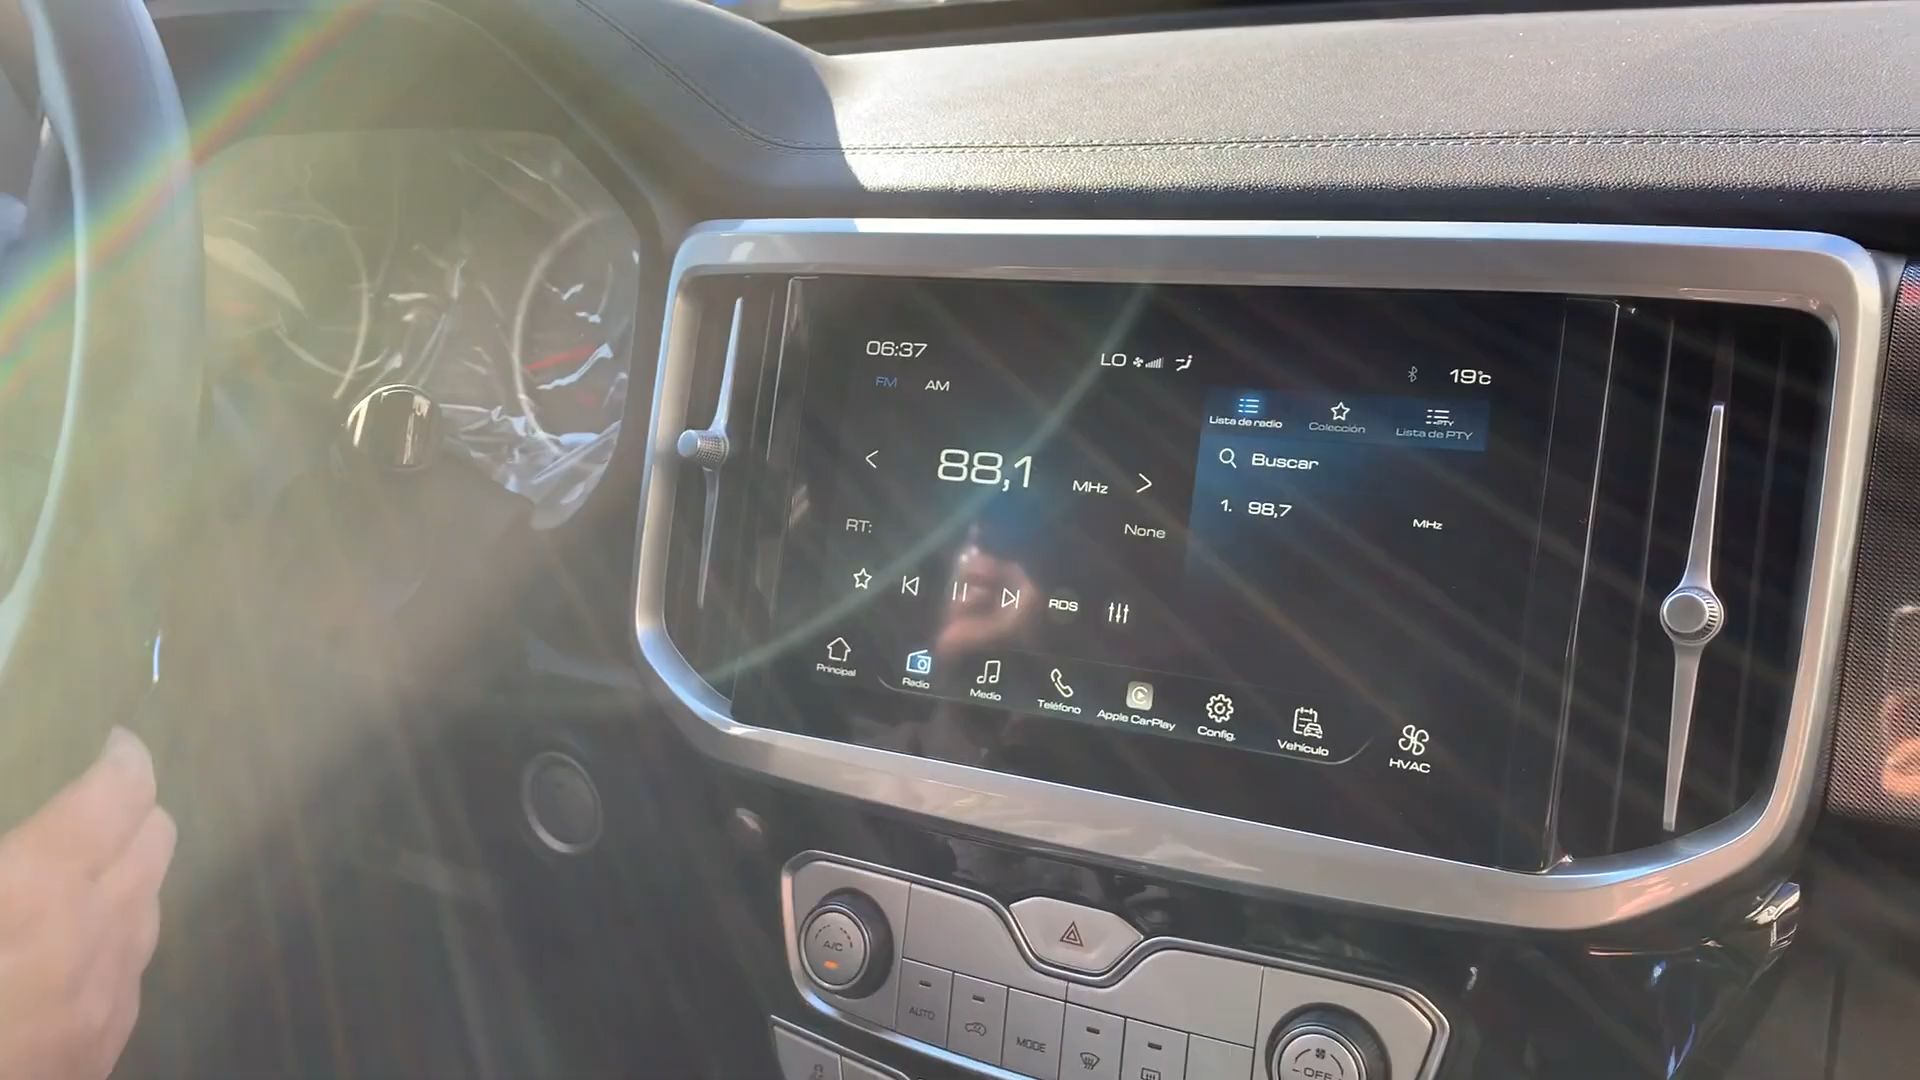 06:37
LO
19°C
FM AM
Lista de radio
Colección
PTY
Lista de PTY
88,1 MHz
Buscar
1. 98,7 MHz
RT:
None
RDS
Principal
Radio
Medio
Teléfono
Apple CarPlay
Config.
Vehículo
HVAC
A/C
AUTO
MODE
OFF